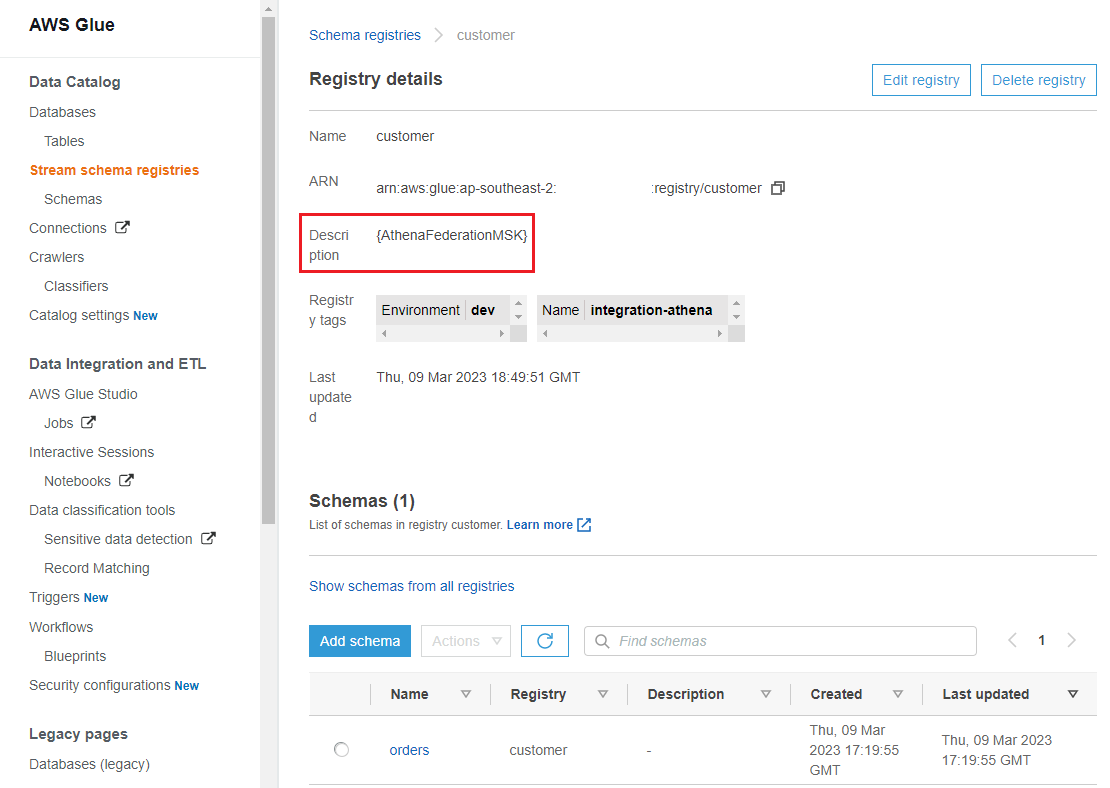 AWS Glue
Data Catalog
Databases
Tables
Stream schema registries
Schemas
Connections
Crawlers
Classifiers
Catalog settings New
Data Integration and ETL
AWS Glue Studio
Jobs
Interactive Sessions
Notebooks
Data classification tools
Sensitive data detection
Record Matching
Triggers New
Workflows
Blueprints
Security configurations New
Legacy pages
Databases (legacy)
Schema registries customer
Registry details
Edit registry Delete registry
Name customer
ARN arn:aws:glue:ap-southeast-2: :registry/customer
Descri {AthenaFederationMSK}
ption
Registr Environment dev Name integration-athena
y tags
Last Thu, 09 Mar 2023 18:49:51 GMT
update
d
Schemas (1)
List of schemas in registry customer. Learn more
Show schemas from all registries
Add schema Actions Find schemas 1
Name Registry Description Created Last updated
Thu, 09 Mar
2023 17:19:55
GMT
orders customer -
Thu, 09 Mar 2023
17:19:55 GMT